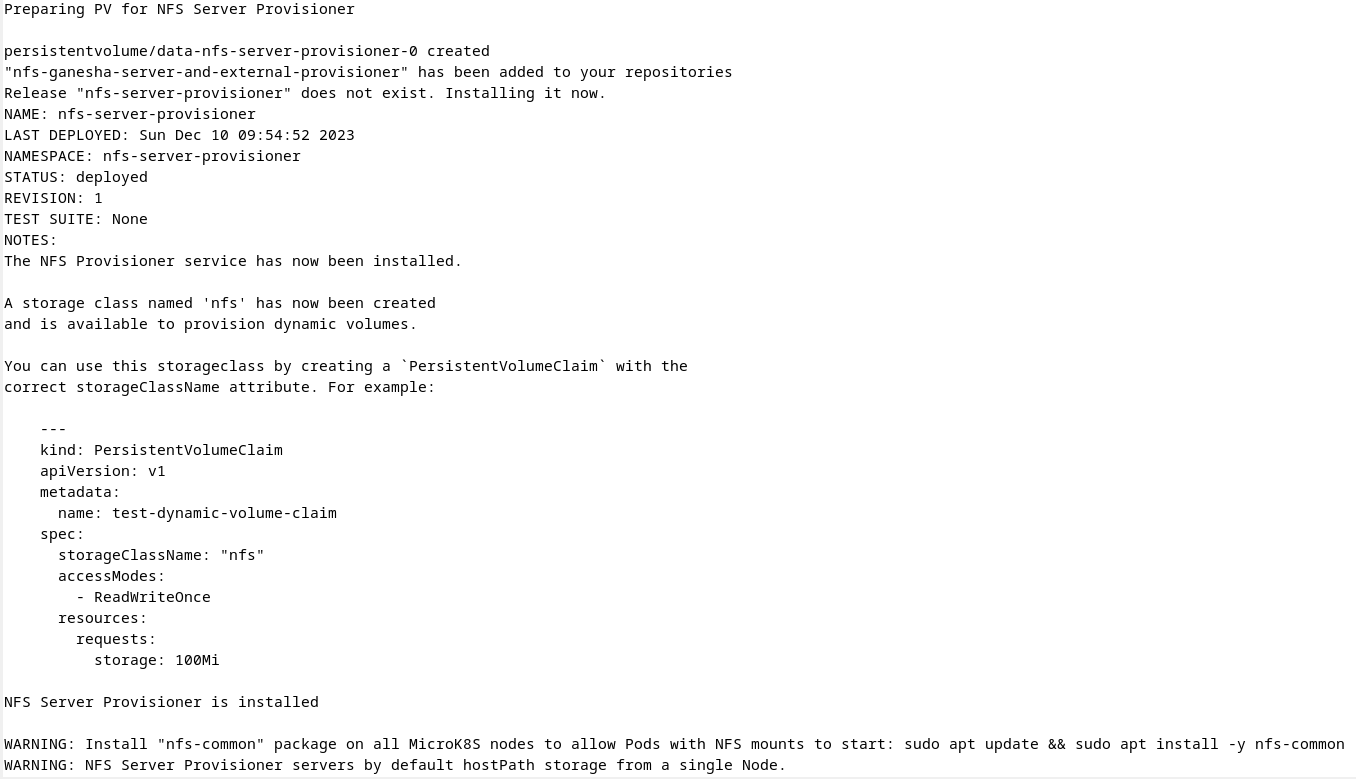 Preparing PV for NFS Server Provisioner

persistentvolume/data-nfs-server-provisioner-0 created
"nfs-ganesha-server-and-external-provisioner" has been added to your repositories
Release "nfs-server-provisioner" does not exist. Installing it now.
NAME: nfs-server-provisioner
LAST DEPLOYED: Sun Dec 10 09:54:52 2023
NAMESPACE: nfs-server-provisioner
STATUS: deployed
REVISION: 1
TEST SUITE: None
NOTES:
The NFS Provisioner service has now been installed.

A storage class named 'nfs' has now been created
and is available to provision dynamic volumes.

You can use this storageclass by creating a `PersistentVolumeClaim` with the
correct storageClassName attribute. For example:

    ---
    kind: PersistentVolumeClaim
    apiVersion: v1
    metadata:
      name: test-dynamic-volume-claim
    spec:
      storageClassName: "nfs"
      accessModes:
        - ReadWriteOnce
      resources:
        requests:
          storage: 100Mi

NFS Server Provisioner is installed

WARNING: Install "nfs-common" package on all MicroK8S nodes to allow Pods with NFS mounts to start: sudo apt update && sudo apt install -y nfs-common
WARNING: NFS Server Provisioner servers by default hostPath storage from a single Node.